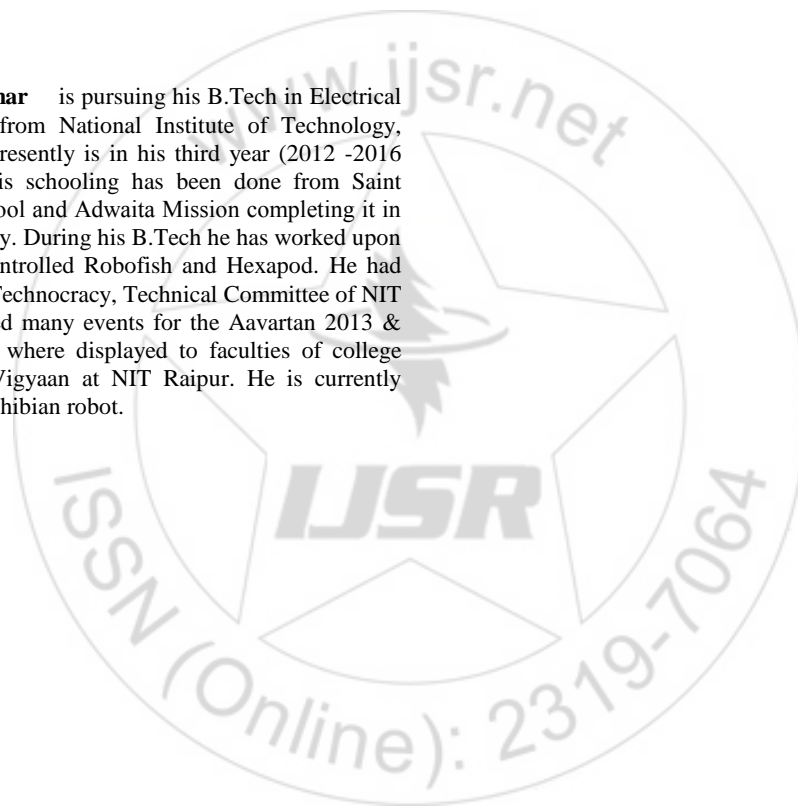 nar is pursuing his B.Tech in Electrical
from National Institute of Technology,
resently is in his third year (2012 -2016
is schooling has been done from Saint
ool and Adwaita Mission completing it in
y. During his B.Tech he has worked upon
ontrolled Robofish and Hexapod. He had
Technocracy, Technical Committee of NIT
ed many events for the Aavartan 2013 &
where displayed to faculties of college
Vigyaan at NIT Raipur. He is currently
hibian robot.
www.ijsr.net
IJSR
ISSN (Online): 2319-7064